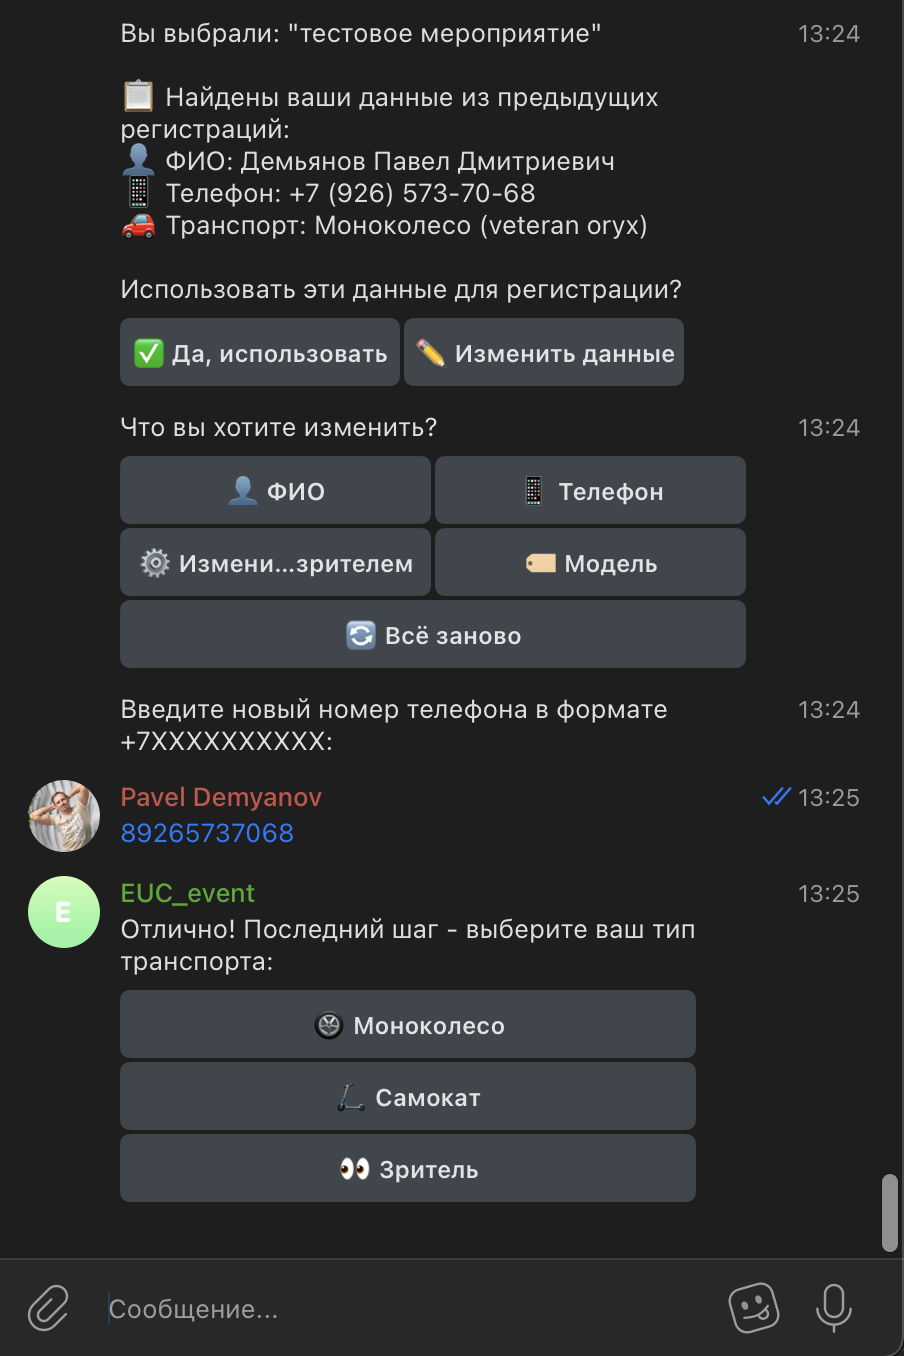 Вы выбрали: "тестовое мероприятие"
13:24
Найдены ваши данные из предыдущих
регистраций:
ФИО: Демьянов Павел Дмитриевич
Телефон: +7 (926) 573-70-68
Транспорт: Моноколесо (veteran oryx)
Использовать эти данные для регистрации?
Да, использовать
Изменить данные
Что вы хотите изменить?
13:24
ФИО
Телефон
Измени...зрителем
Модель
Всё заново
Введите новый номер телефона в формате
13:24
+7XXXXXXXXXX:
Pavel Demyanov
13:25
89265737068
E
EUC_event
13:25
Отлично! Последний шаг - выберите ваш тип
транспорта:
Моноколесо
Самокат
Зритель
Сообщение...